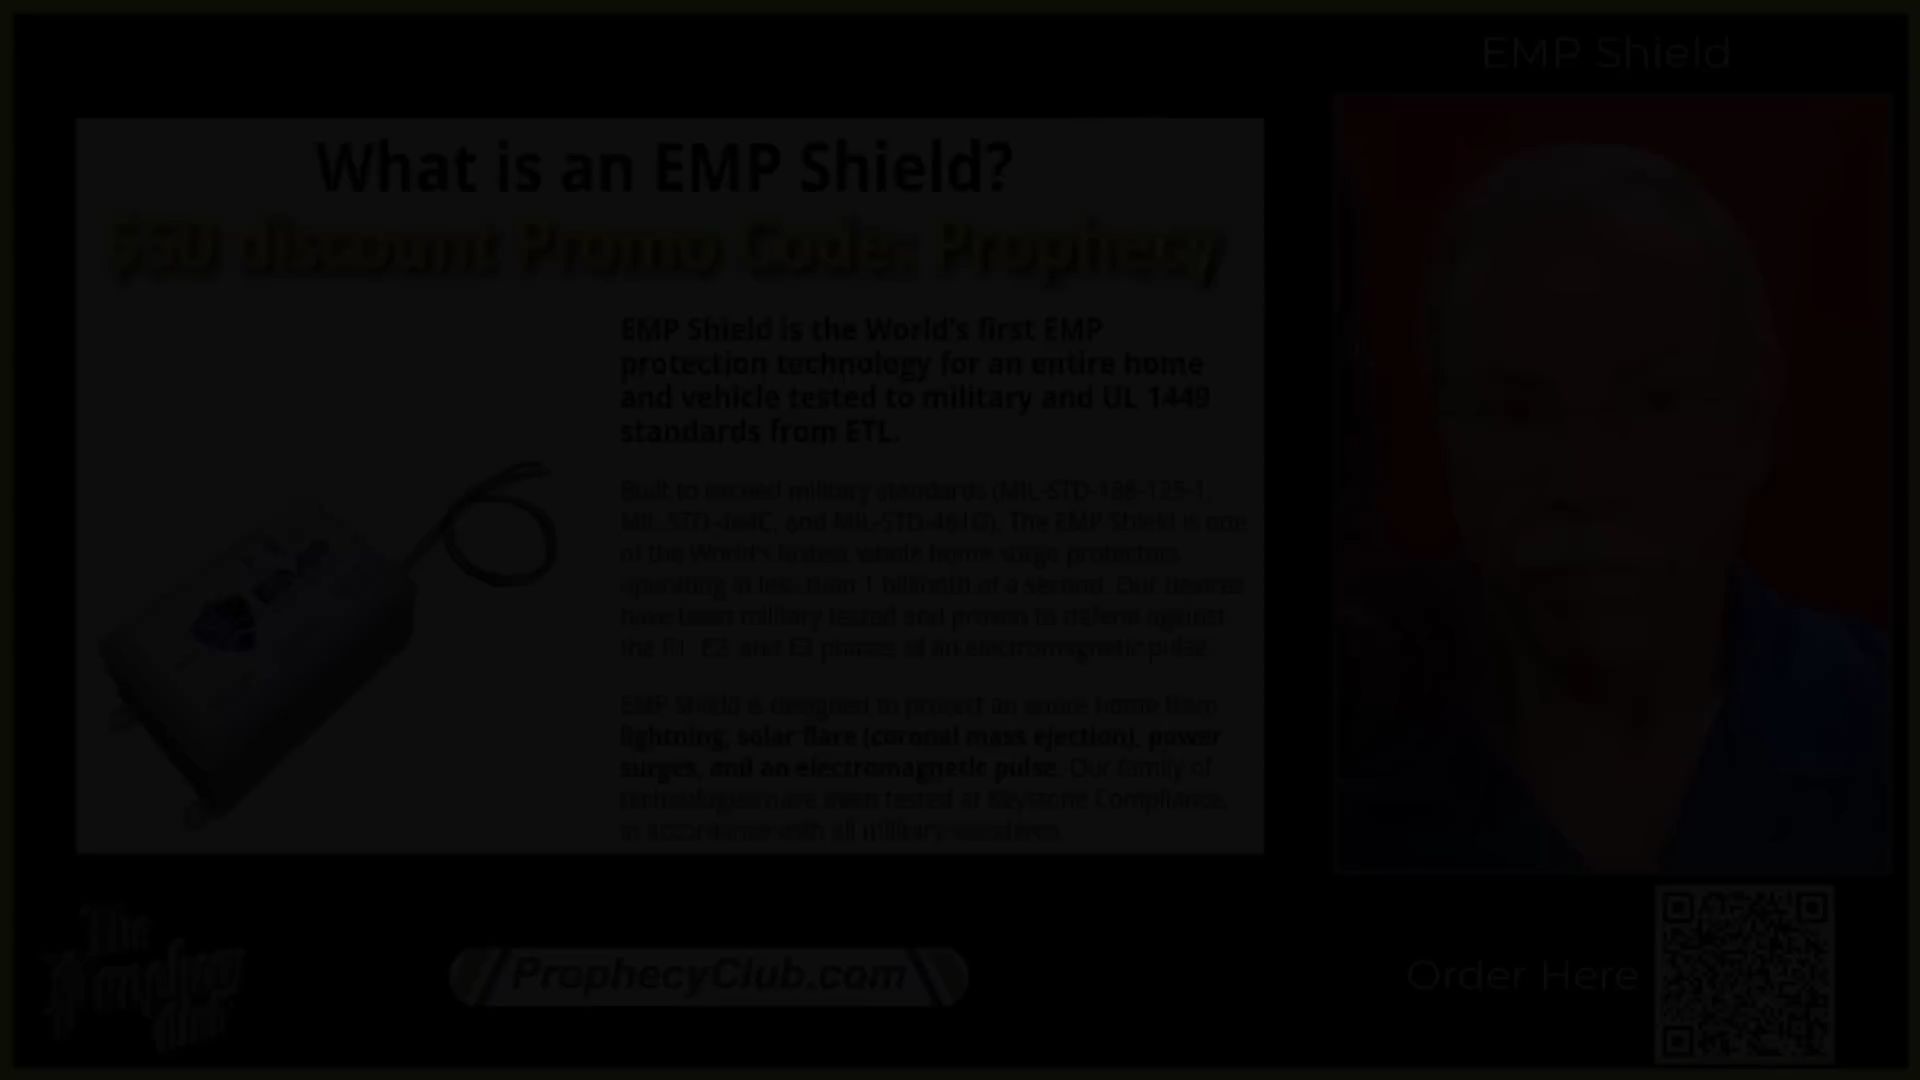 EMP Shield
What is an EMP Shield?
$50 discount Promo Code: Prophecy
EMP Shield is the World's first EMP
protection technology for an entire home
and vehicle tested to military and UL 1449
standards from ETL.
Built to exceed military standards (MIL-STD-188-125-1,
MIL-STD-464C, and MIL-STD-461G), The EMP Shield is one
of the World's fastest whole home surge protectors
operating in less than 1 billionth of a second. Our devices
have been military tested and proven to defend against
the E1, E2, and E3 phases of an electromagnetic pulse.
EMP Shield is designed to protect an entire home from
lightning, solar flare (coronal mass ejection), power
surges, and an electromagnetic pulse. Our family of
technologies have been tested at Keystone Compliance,
in accordance with all military standards.
The
Prophecy
Club
ProphecyClub.com
Order Here